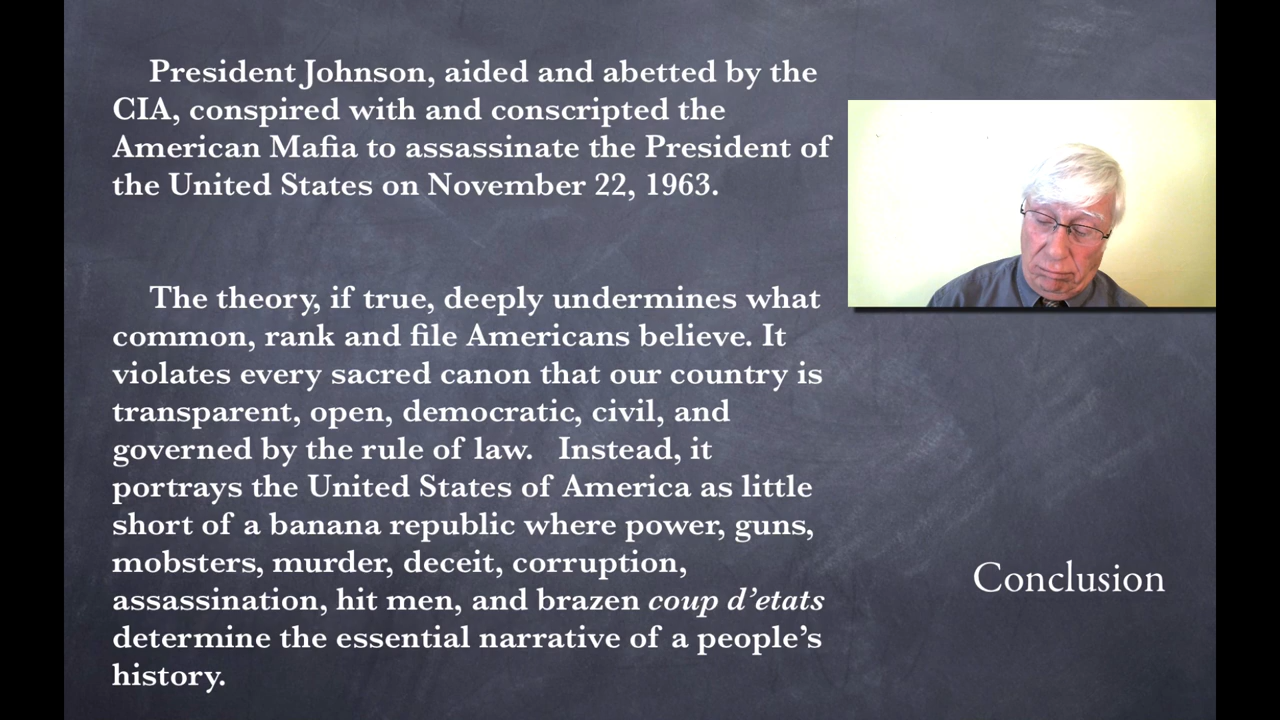 President Johnson, aided and abetted by the
CIA, conspired with and conscripted the
American Mafia to assassinate the President of
the United States on November 22, 1963.
The theory, if true, deeply undermines what
common, rank and file Americans believe. It
violates every sacred canon that our country is
transparent, open, democratic, civil, and
governed by the rule of law. Instead, it
portrays the United States of America as little
short of a banana republic where power, guns,
mobsters, murder, deceit, corruption,
assassination, hit men, and brazen coup d'etats
determine the essential narrative of a people's
history.
Conclusion